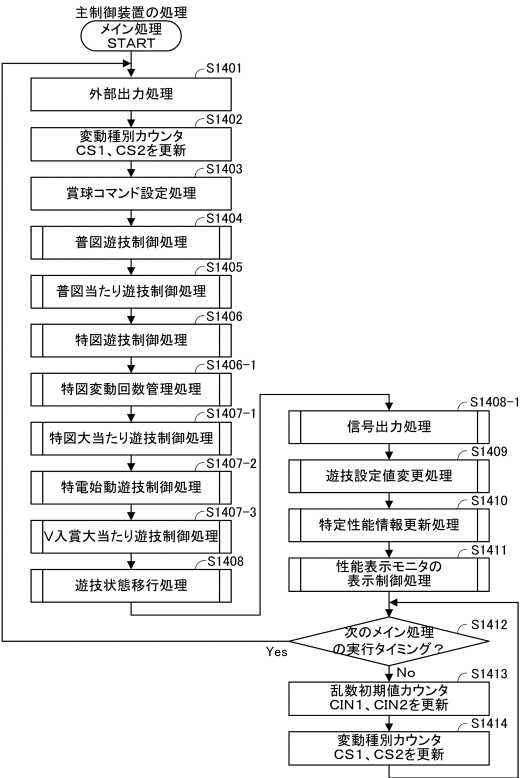 主制御装置の処理
メイン処理
START
S1401
外部出力処理
S1402
変動種別カウンタ
CS1、CS2を更新
S1403
賞球コマンド設定処理
S1404
普図遊技制御処理
S1405
普図当たり遊技制御処理
S1406
特図遊技制御処理
S1406-1
特図変動回数管理処理
S1407-1
特図大当たり遊技制御処理
S1407-2
特電始動遊技制御処理
S1407-3
V入賞大当たり遊技制御処理
S1408
遊技状態移行処理
S1408-1
信号出力処理
S1409
遊技設定値変更処理
S1410
特定性能情報更新処理
S1411
性能表示モニタの
表示制御処理
S1412
次のメイン処理
の実行タイミング?
Yes
No
S1413
乱数初期値カウンタ
CIN1、CIN2を更新
S1414
変動種別カウンタ
CS1、CS2を更新